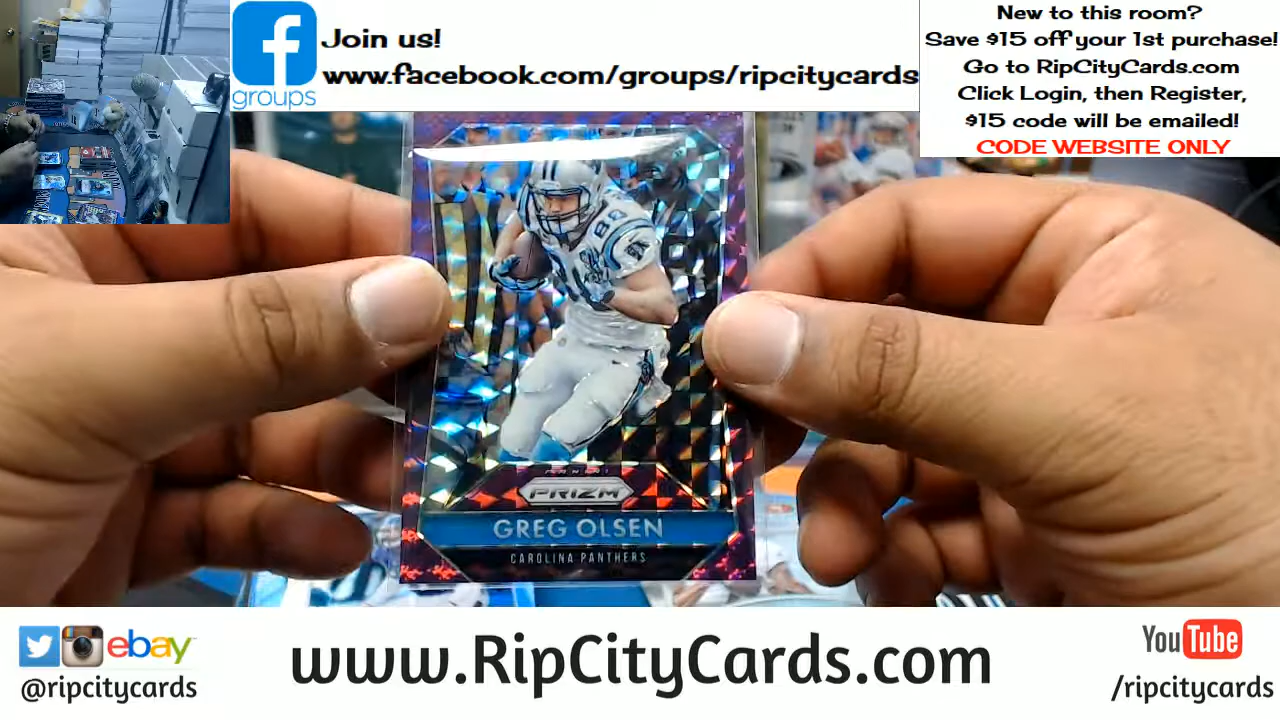 groups
Join us!
www.facebook.com/groups/ripcitycards
New to this room?
Save $15 off your 1st purchase!
Go to RipCityCards.com
Click Login, then Register,
$15 code will be emailed!
CODE WEBSITE ONLY
88
PANINI
PRIZM
GREG OLSEN
CAROLINA PANTHERS
ebay
@ripcitycards
www.RipCityCards.com
YouTube
/ripcitycards